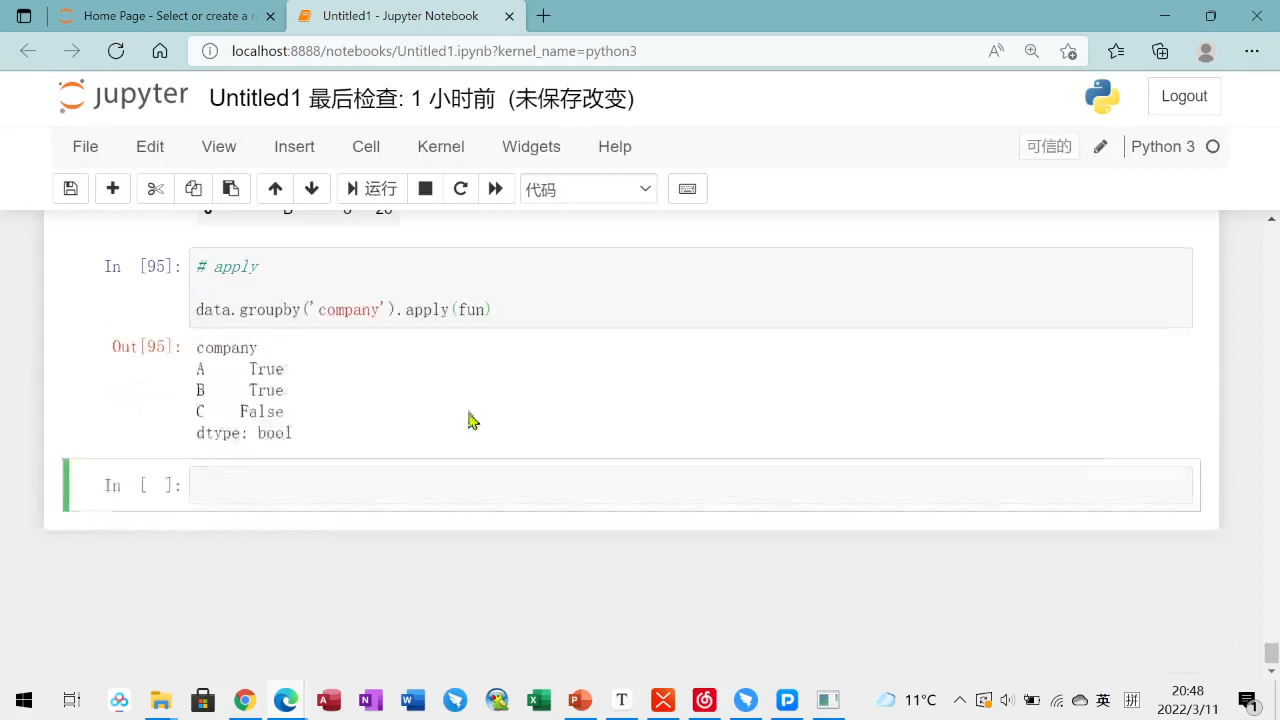 Home Page - Select or create a n
Untitled1 - Jupyter Notebook
localhost:8888/notebooks/Untitled1.ipynb?kernel_name=python3
jupyter Untitled1 最后检查: 1 小时前 (未保存改变)
Logout
File Edit View Insert Cell Kernel Widgets Help 可信的 Python 3
运行 代码
In [95]: # apply
data.groupby('company').apply(fun)
Out[95]: company
A True
B True
C False
dtype: bool
In [ ]:
11°C 英 拼 20:48
2022/3/11